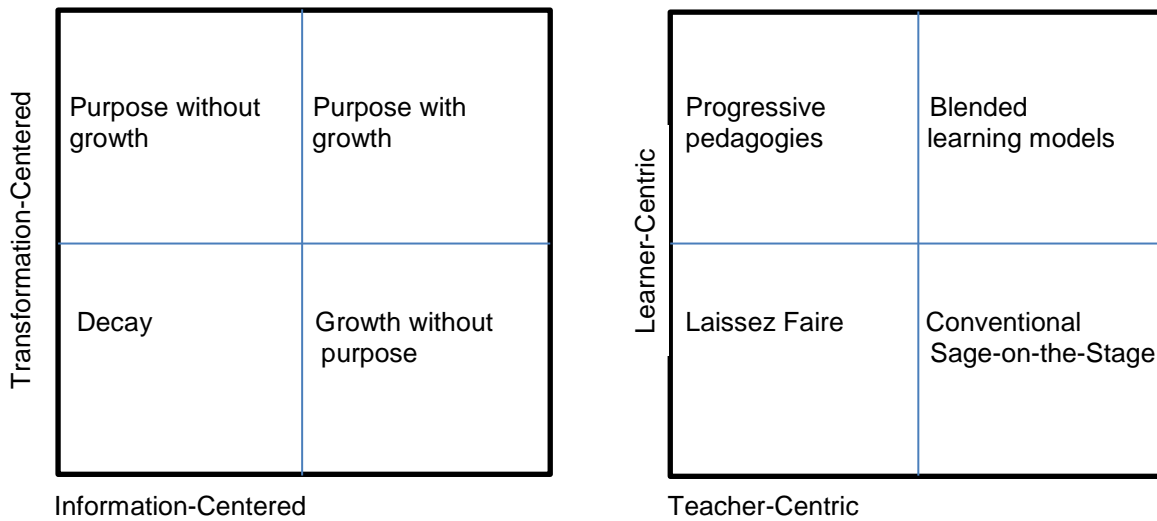 Transformation-Centered
Purpose without
growth
Purpose with
growth
Decay
Growth without
purpose
Information-Centered
Learner-Centric
Progressive
pedagogies
Blended
learning models
Laissez Faire
Conventional
Sage-on-the-Stage
Teacher-Centric